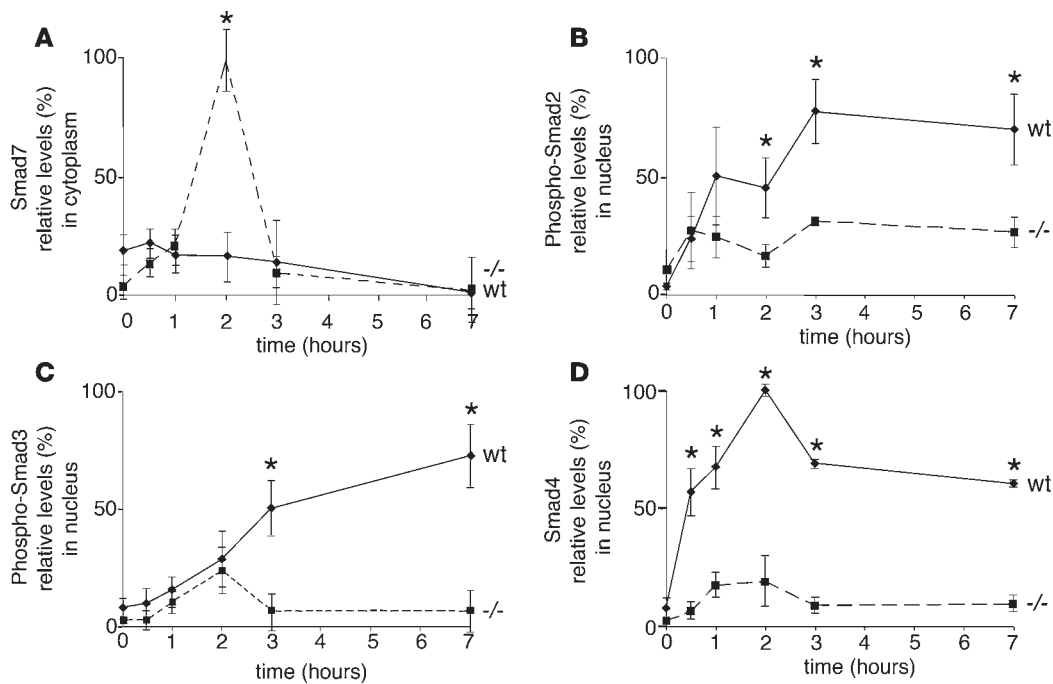 A
Smad7
relative levels (%)
in cytoplasm
100
50
0
*
-/-
wt
0 1 2 3 4 5 6 7
time (hours)
B
Phospho-Smad2
relative levels (%)
in nucleus
100
50
0
* * *
wt
-/-
0 1 2 3 4 5 6 7
time (hours)
C
Phospho-Smad3
relative levels (%)
in nucleus
100
50
0
* *
wt
-/-
0 1 2 3 4 5 6 7
time (hours)
D
Smad4
relative levels (%)
in nucleus
100
50
0
* * * * *
wt
-/-
0 1 2 3 4 5 6 7
time (hours)